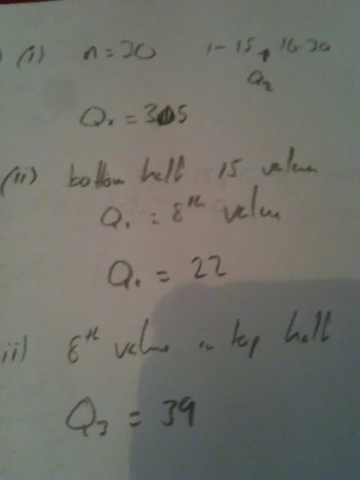 (i) n = 30 1-15, 16-30
Q2
Q1 = 305
(ii) bottom half 15 values
Q1 = 8th value
Q1 = 22
ii) 8th value in top half
Q3 = 39